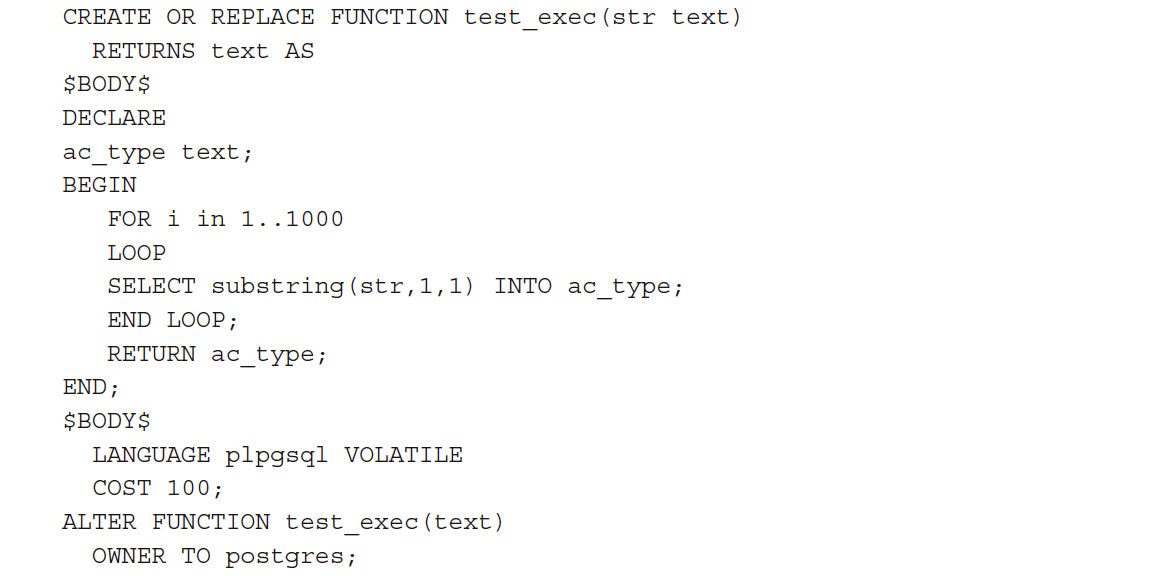 CREATE OR REPLACE FUNCTION test_exec(str text)
  RETURNS text AS
$BODY$
DECLARE
ac_type text;
BEGIN
   FOR i in 1..1000
   LOOP
   SELECT substring(str,1,1) INTO ac_type;
   END LOOP;
   RETURN ac_type;
END;
$BODY$
  LANGUAGE plpgsql VOLATILE
  COST 100;
ALTER FUNCTION test_exec(text)
  OWNER TO postgres;